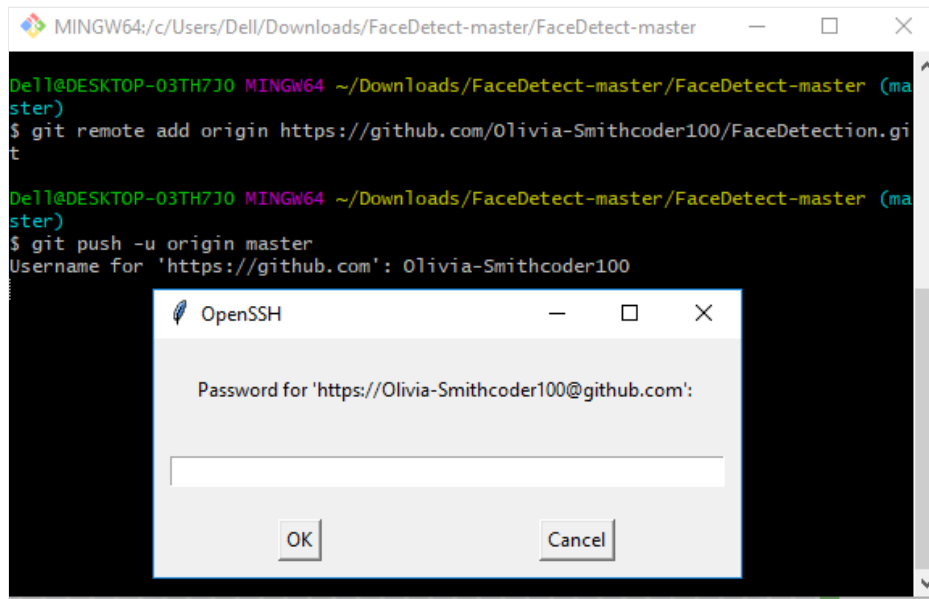 MINGW64:/c/Users/Dell/Downloads/FaceDetect-master/FaceDetect-master
Dell@DESKTOP-O3TH7JO MINGW64 ~/Downloads/FaceDetect-master/FaceDetect-master (ma
ster)
$ git remote add origin https://github.com/Olivia-Smithcoder100/FaceDetection.gi
t
Dell@DESKTOP-O3TH7JO MINGW64 ~/Downloads/FaceDetect-master/FaceDetect-master (ma
ster)
$ git push -u origin master
Username for 'https://github.com': Olivia-Smithcoder100
OpenSSH
Password for 'https://Olivia-Smithcoder100@github.com':
OK Cancel